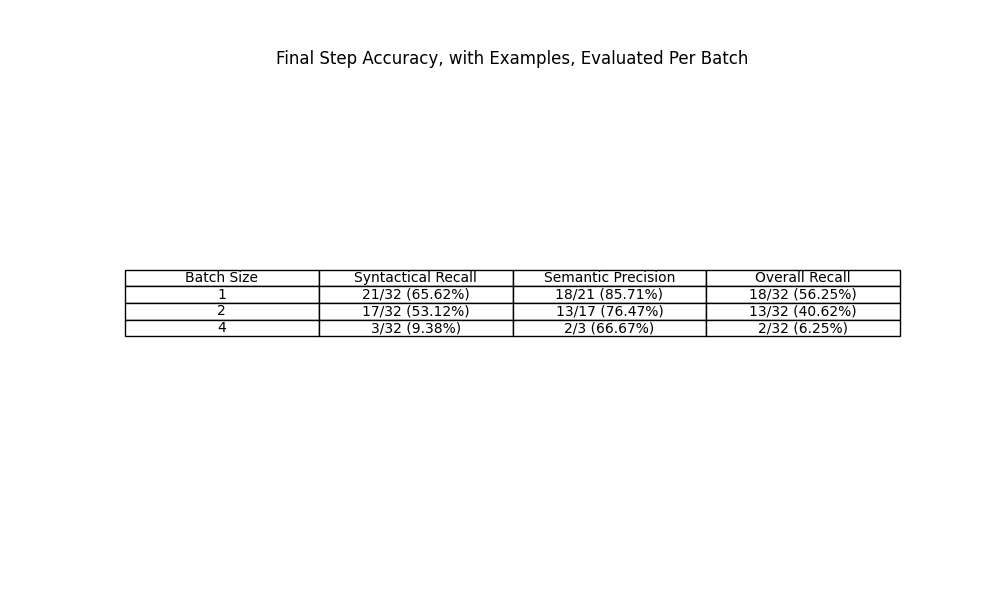 Final Step Accuracy, with Examples, Evaluated Per Batch
Batch Size Syntactical Recall Semantic Precision Overall Recall
1 21/32 (65.62%) 18/21 (85.71%) 18/32 (56.25%)
2 17/32 (53.12%) 13/17 (76.47%) 13/32 (40.62%)
4 3/32 (9.38%) 2/3 (66.67%) 2/32 (6.25%)